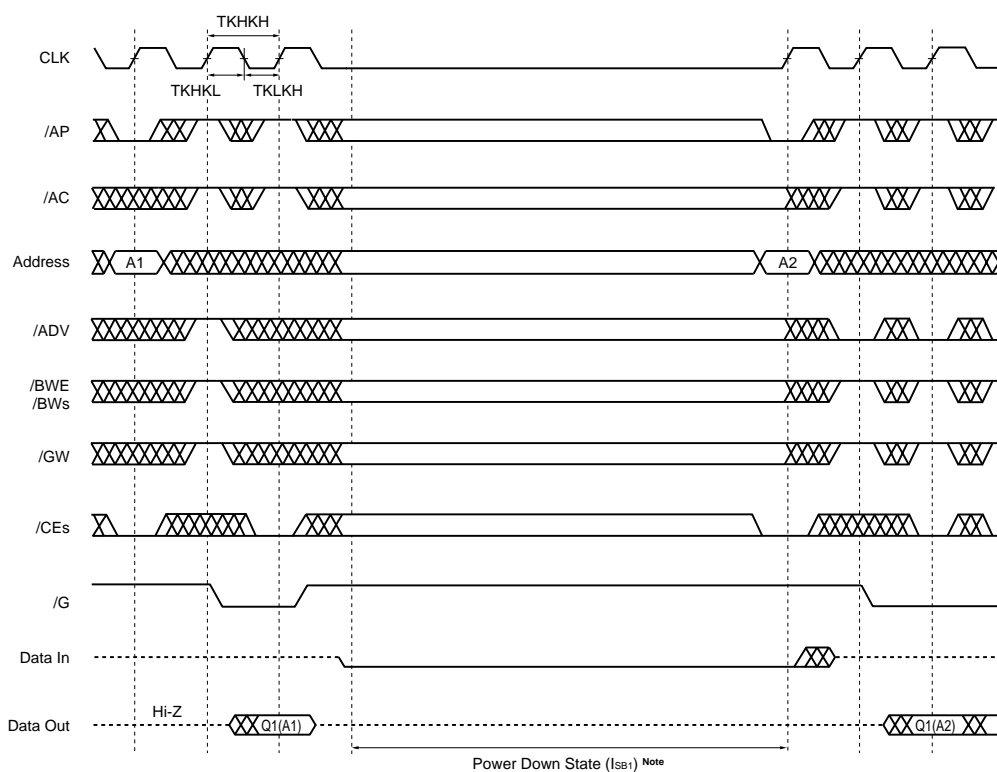 TKHKH
CLK
TKHKL TKLKH
/AP
/AC
Address A1 A2
/ADV
/BWE
/BWs
/GW
/CEs
/G
Data In
Hi-Z
Data Out Q1(A1) Q1(A2)
Power Down State (ISB1) Note